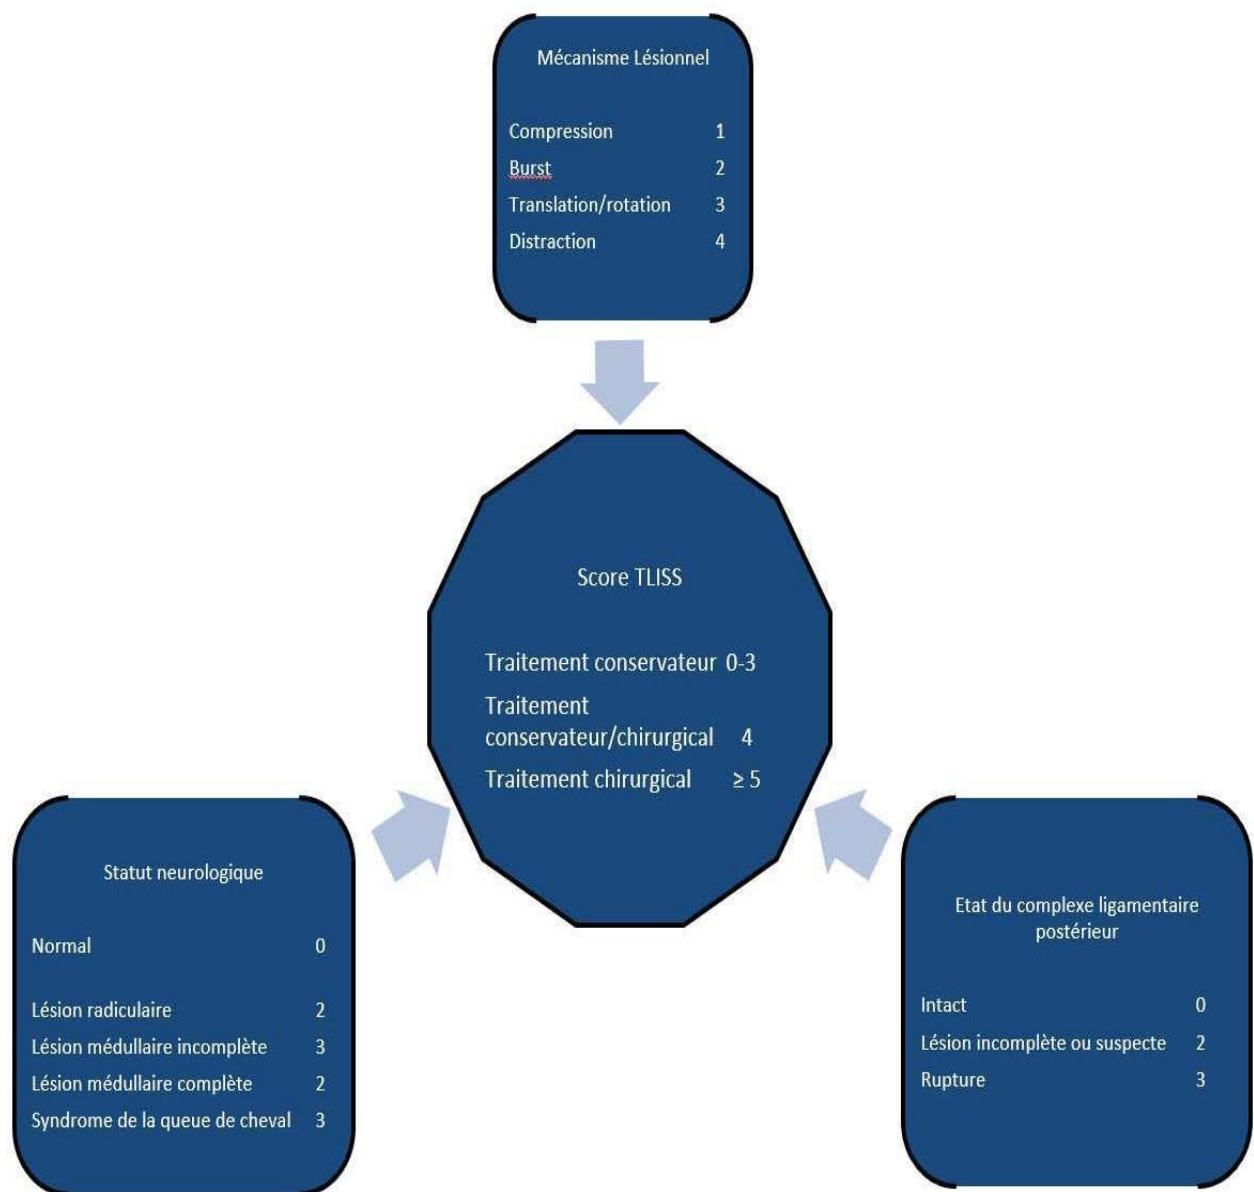 Mécanisme Lésionnel
Compression 1
Burst 2
Translation/rotation 3
Distraction 4
Score TLISS
Traitement conservateur 0-3
Traitement
conservateur/chirurgical 4
Traitement chirurgical ≥ 5
Statut neurologique
Normal 0
Lésion radiculaire 2
Lésion médullaire incomplète 3
Lésion médullaire complète 2
Syndrome de la queue de cheval 3
Etat du complexe ligamentaire
postérieur
Intact 0
Lésion incomplète ou suspecte 2
Rupture 3